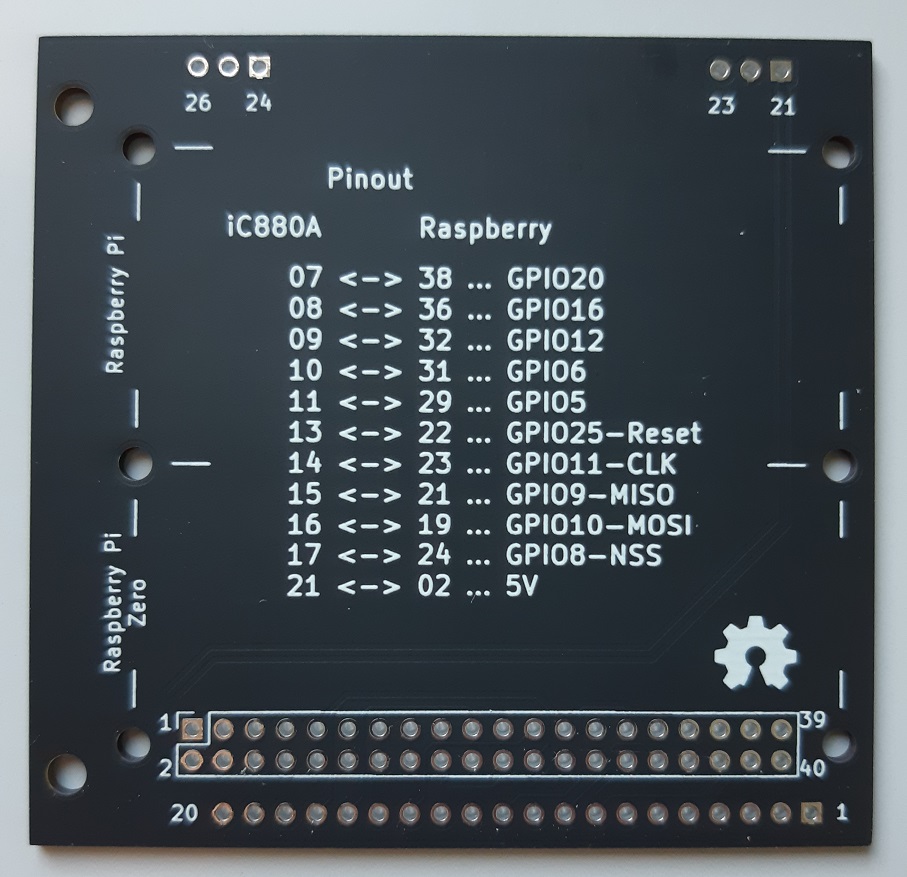 26 24 23 21
Pinout
iC880A Raspberry
07 <-> 38 ... GPIO20
08 <-> 36 ... GPIO16
09 <-> 32 ... GPIO12
10 <-> 31 ... GPIO6
11 <-> 29 ... GPIO5
13 <-> 22 ... GPIO25-Reset
14 <-> 23 ... GPIO11-CLK
15 <-> 21 ... GPIO9-MISO
16 <-> 19 ... GPIO10-MOSI
17 <-> 24 ... GPIO8-NSS
21 <-> 02 ... 5V
Raspberry Pi
Raspberry Pi
Zero
1 39
2 40
20 1